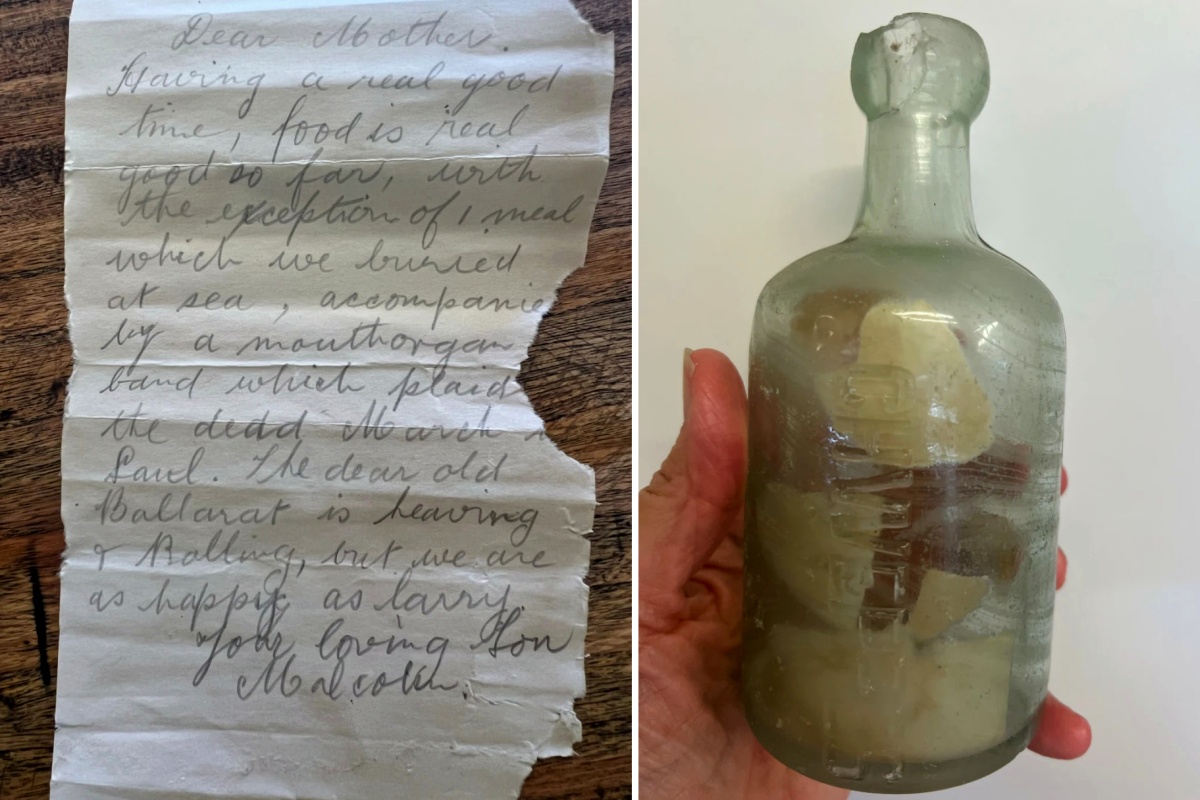 Dear Mother.
Having a real good
time, food is real
good so far, with
the exception of 1 meal
which we buried
at sea, accompanie
by a mouthorgan
band which plaid
the dead March
Saul. The dear old
Ballarat is heaving
& Rolling, but we are
as happy as larry.
Your loving Son
Malcolm.